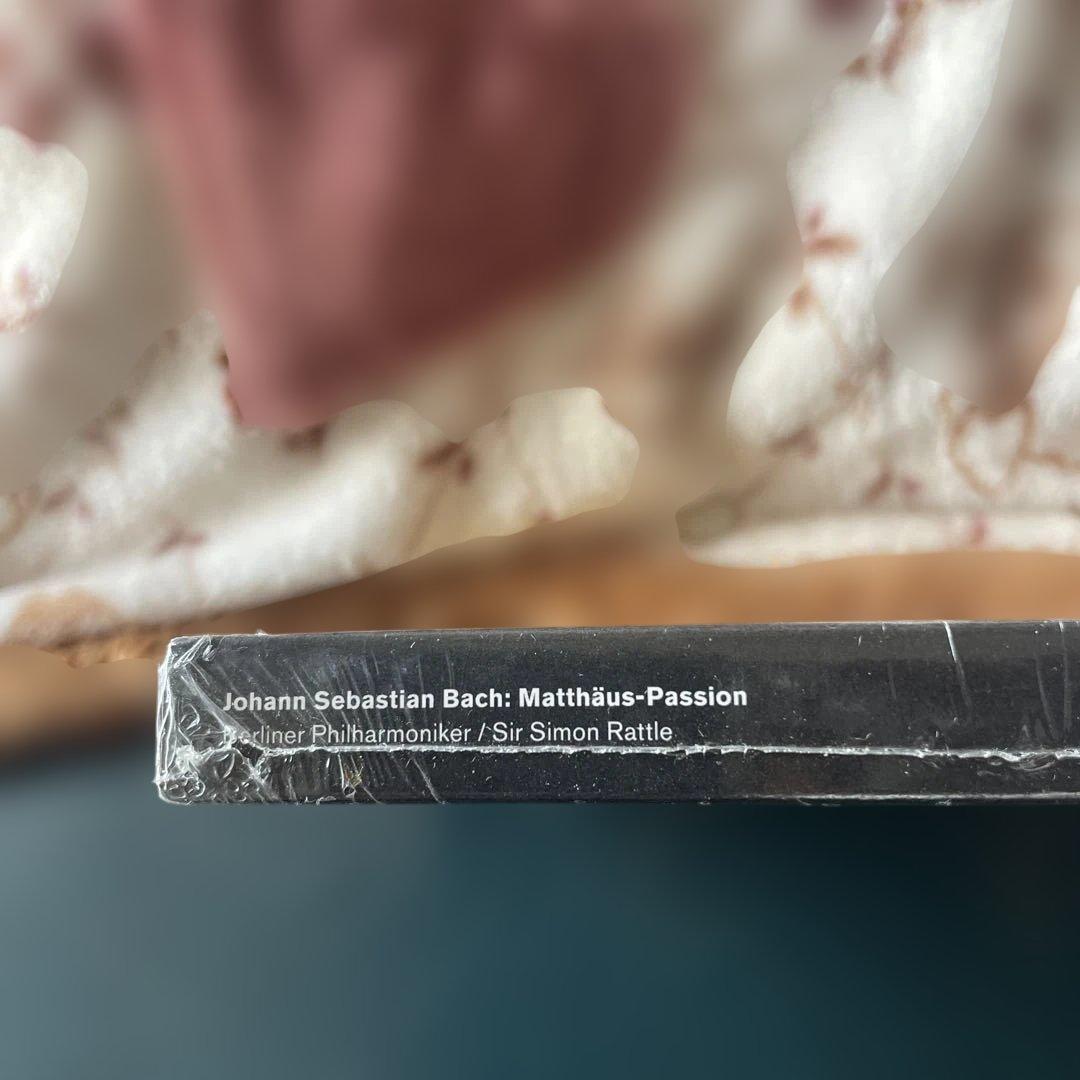 Johann Sebastian Bach: Matthäus-Passion
Berliner Philharmoniker / Sir Simon Rattle